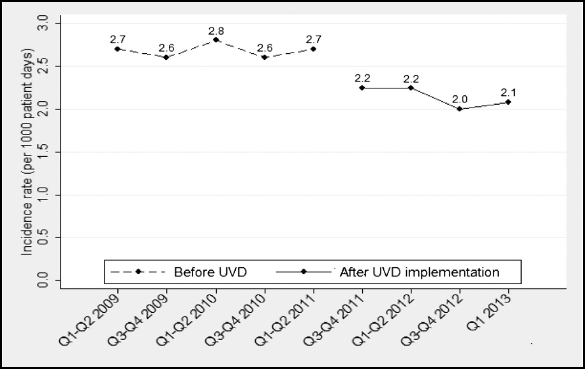 Incidence rate (per 1000 patient days)
3.0
2.5
2.0
1.5
1.0
0.5
0.0
2.7
2.6
2.8
2.6
2.7
2.2
2.2
2.0
2.1
Before UVD
After UVD implementation
Q1-Q2 2009
Q3-Q4 2009
Q1-Q2 2010
Q3-Q4 2010
Q1-Q2 2011
Q3-Q4 2011
Q1-Q2 2012
Q3-Q4 2012
Q1 2013